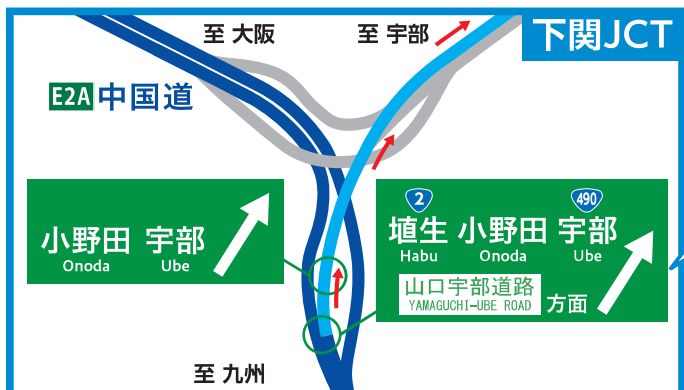 至 大阪
至 宇部
下関JCT
E2A 中国道
小野田 宇部
Onoda Ube
2 490
埴生 小野田 宇部
Habu Onoda Ube
山口宇部道路
YAMAGUCHI-UBE ROAD
方面
至 九州